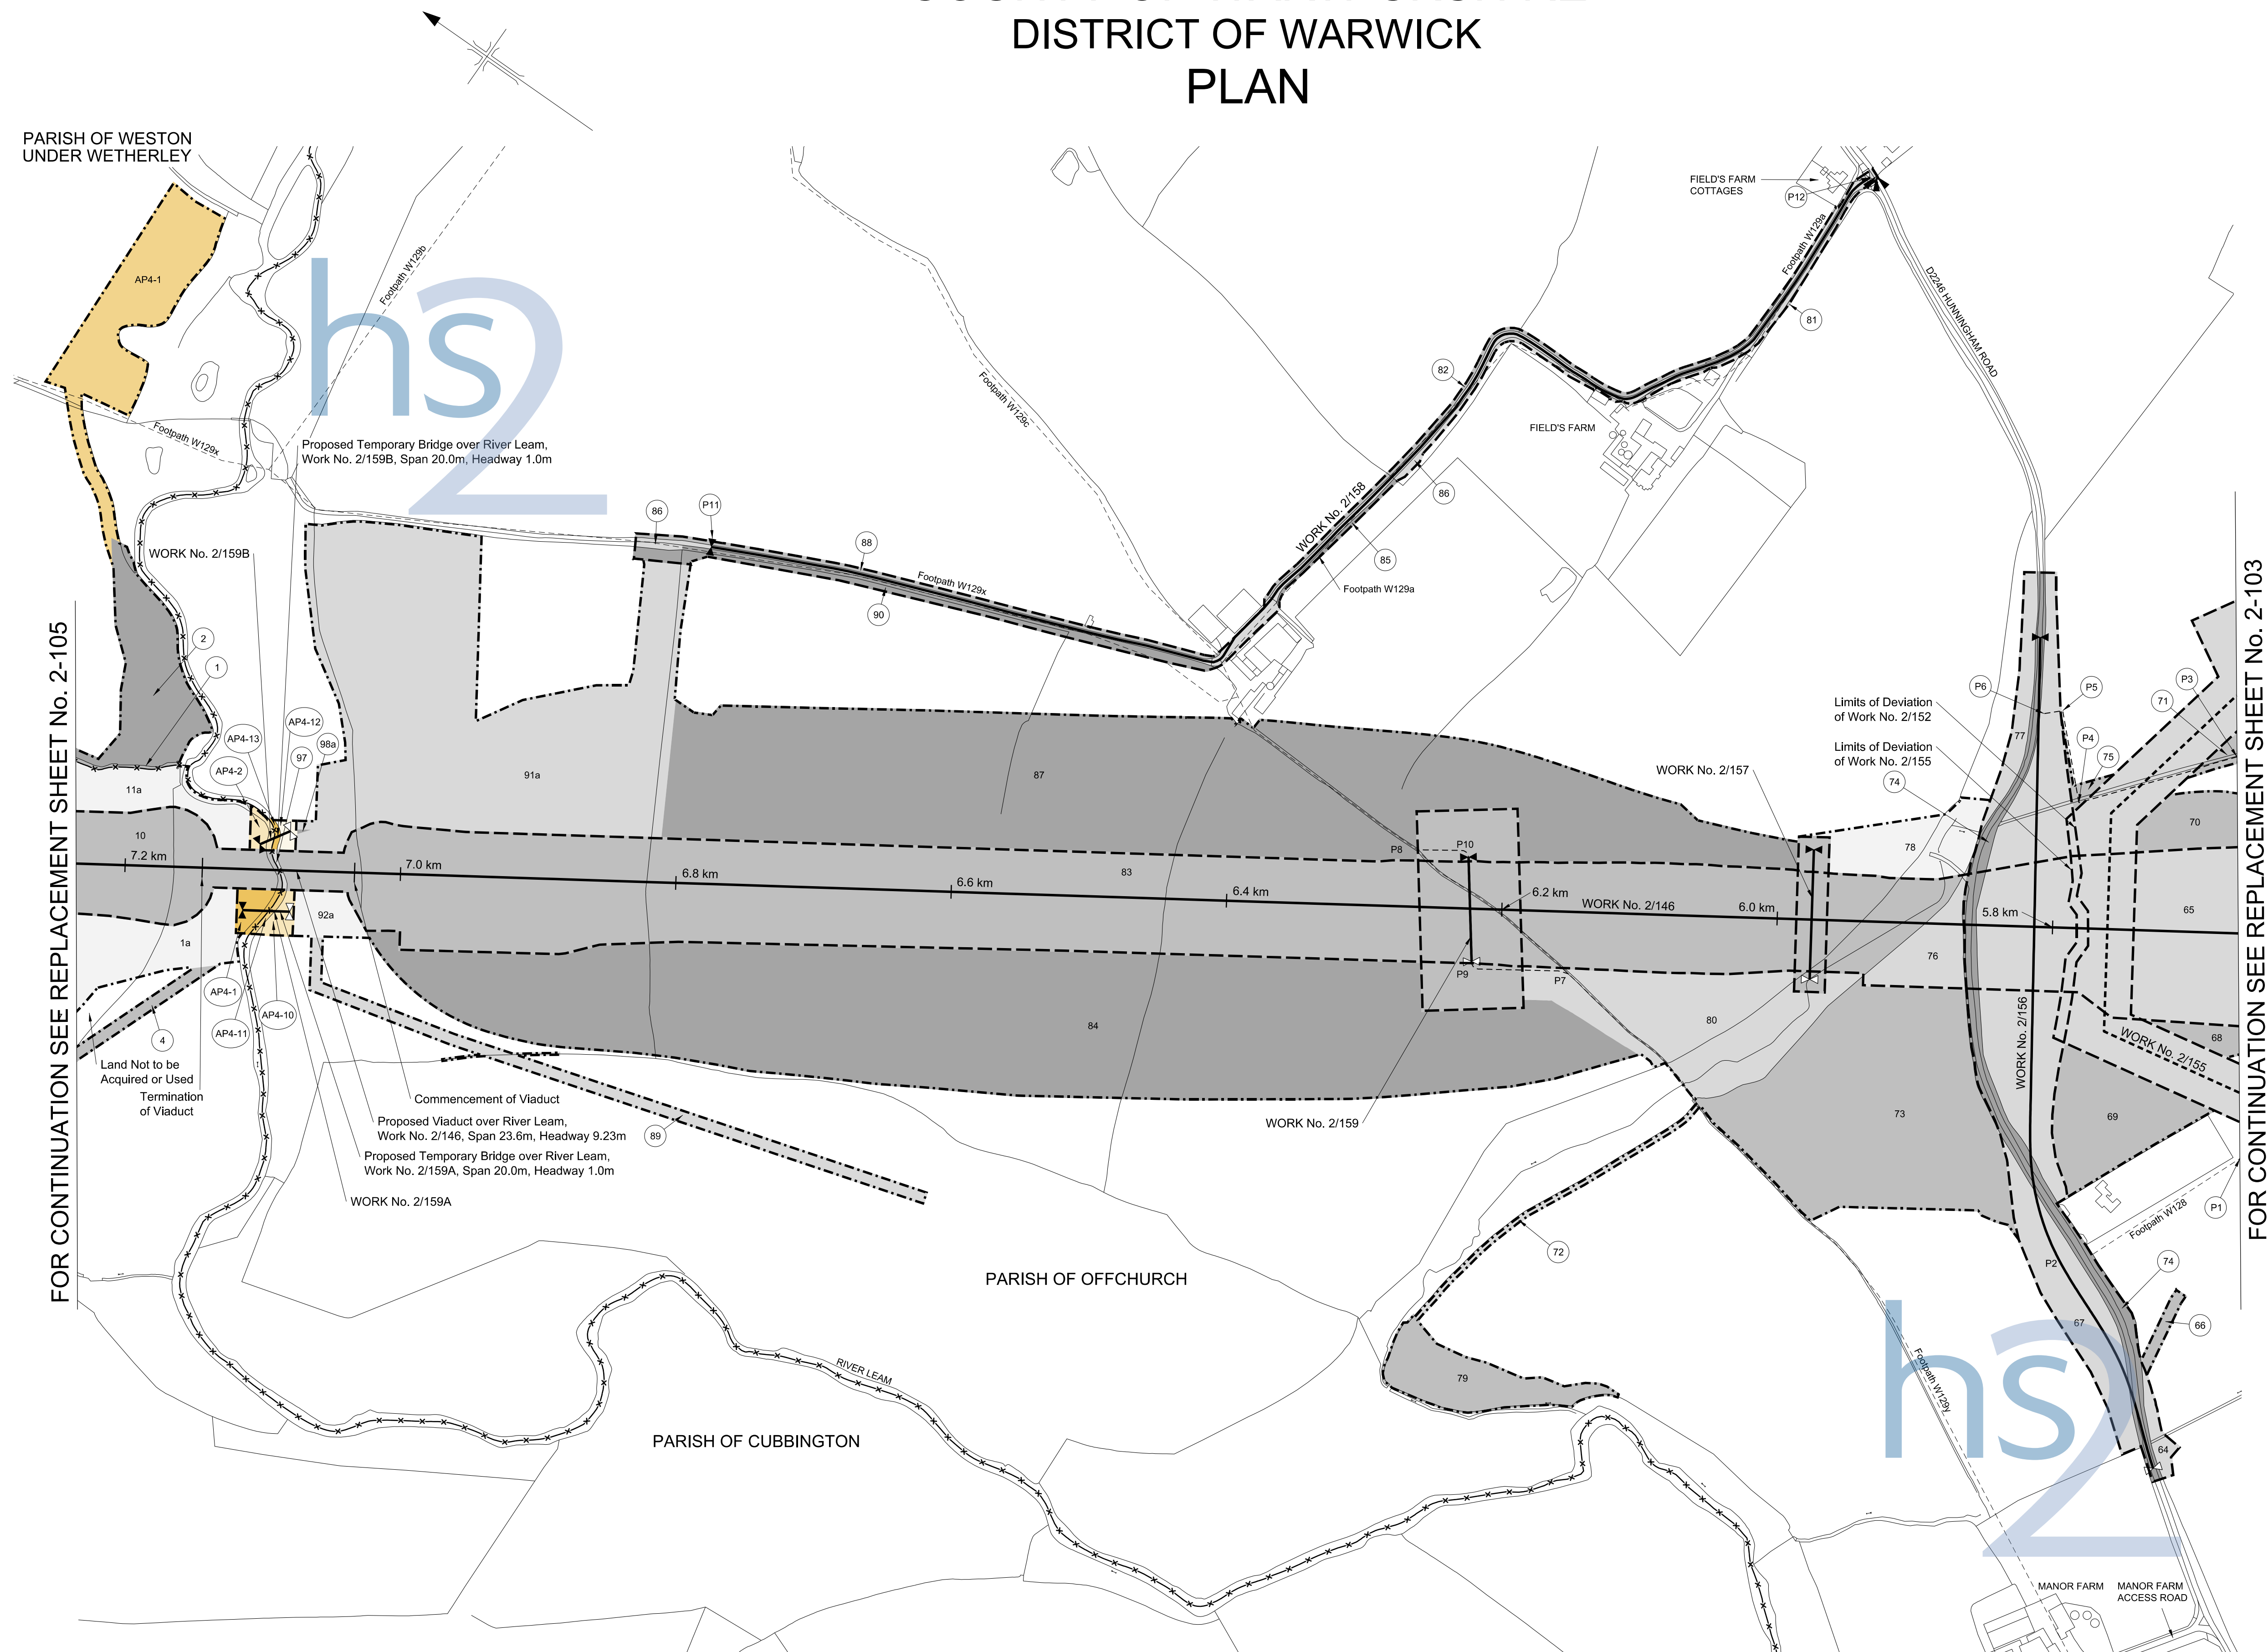 DISTRICT OF WARWICK
PLAN
PARISH OF WESTON
UNDER WETHERLEY
AP4-1
Footpath W129b
hs2
Footpath W129x
Proposed Temporary Bridge over River Leam,
Work No. 2/159B, Span 20.0m, Headway 1.0m
WORK No. 2/159B
FIELD'S FARM
COTTAGES
P12
Footpath W129a
81
D2246 HUNNINGHAM ROAD
82
Footpath W129c
FIELD'S FARM
WORK No. 2/158
86
85
Footpath W129a
86
P11
88
Footpath W129x
90
FOR CONTINUATION SEE REPLACEMENT SHEET No. 2-105
FOR CONTINUATION SEE REPLACEMENT SHEET No. 2-103
2
1
AP4-12
AP4-13
97
98a
AP4-2
11a
10
91a
87
P6
P5
P3
71
Limits of Deviation
of Work No. 2/152
P4
75
77
Limits of Deviation
of Work No. 2/155
74
WORK No. 2/157
70
78
P8
P10
7.2 km
7.0 km
6.8 km
83
6.6 km
6.4 km
6.2 km
WORK No. 2/146
6.0 km
5.8 km
65
92a
1a
76
P9
P7
AP4-1
AP4-10
AP4-11
4
84
80
WORK No. 2/156
68
WORK No. 2/155
Land Not to be
Acquired or Used
Termination
of Viaduct
Commencement of Viaduct
Proposed Viaduct over River Leam,
Work No. 2/146, Span 23.6m, Headway 9.23m
89
Proposed Temporary Bridge over River Leam,
Work No. 2/159A, Span 20.0m, Headway 1.0m
WORK No. 2/159A
WORK No. 2/159
73
69
Footpath W128
P1
72
P2
74
PARISH OF OFFCHURCH
67
66
RIVER LEAM
79
Footpath W129y
hs2
PARISH OF CUBBINGTON
64
MANOR FARM
MANOR FARM
ACCESS ROAD